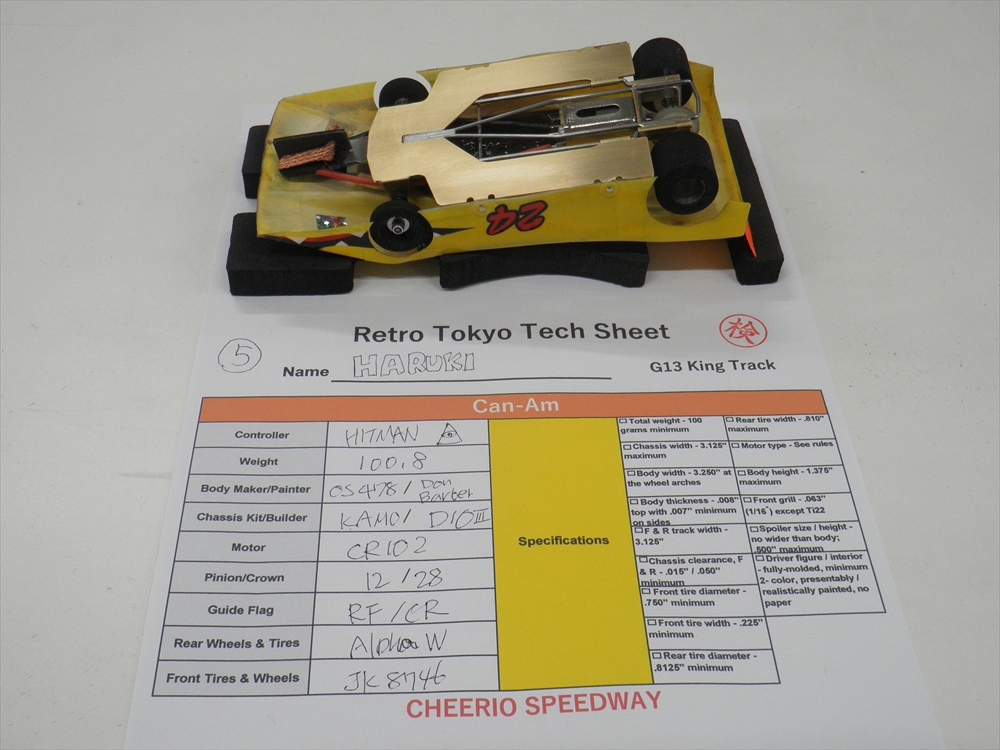 24
Retro Tokyo Tech Sheet
検
5
Name HARUKI
G13 King Track
Can-Am
Controller HITMAN
Weight 100.8
Body Maker/Painter OS478 / Don Barter
Chassis Kit/Builder KAMO/ DIO III
Motor CR102
Pinion/Crown 12/28
Guide Flag RF/CR
Rear Wheels & Tires Alpha W
Front Tires & Wheels JK 8746
Specifications
Total weight - 100
grams minimum
Chassis width - 3.125"
maximum
Body width - 3.250" at
the wheel arches
Body thickness - .008"
top with .007" minimum
on sides
F & R track width -
3.125"
Chassis clearance, F
& R - .015" / .050"
minimum
Front tire diameter -
.750" minimum
Front tire width - .225"
minimum
Rear tire diameter -
.8125" minimum
Rear tire width - .810"
maximum
Motor type - See rules
Body height - 1.375"
maximum
Front grill - .063"
(1/16") except Ti22
Spoiler size / height -
no wider than body;
.500" maximum
Driver figure / interior
- fully-molded, minimum
2- color, presentably /
realistically painted, no
paper
CHEERIO SPEEDWAY